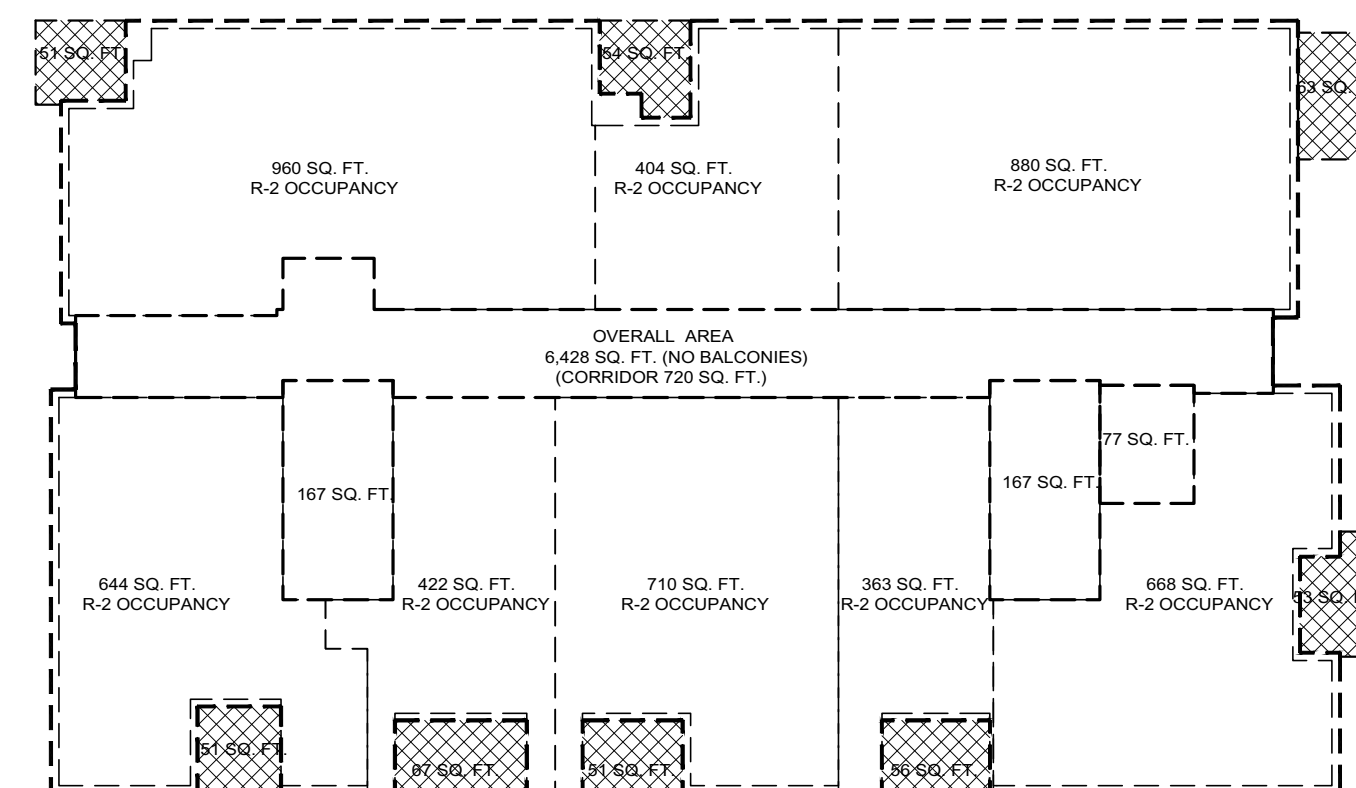 51 SQ. FT.
54 SQ. FT.
63 SQ.
960 SQ. FT.
R-2 OCCUPANCY
404 SQ. FT.
R-2 OCCUPANCY
880 SQ. FT.
R-2 OCCUPANCY
OVERALL AREA
6,428 SQ. FT. (NO BALCONIES)
(CORRIDOR 720 SQ. FT.)
167 SQ. FT.
167 SQ. FT.
77 SQ. FT.
644 SQ. FT.
R-2 OCCUPANCY
422 SQ. FT.
R-2 OCCUPANCY
710 SQ. FT.
R-2 OCCUPANCY
363 SQ. FT.
R-2 OCCUPANCY
668 SQ. FT.
R-2 OCCUPANCY
SQ.
51 SQ. FT.
67 SQ. FT.
51 SQ. FT.
56 SQ. FT.